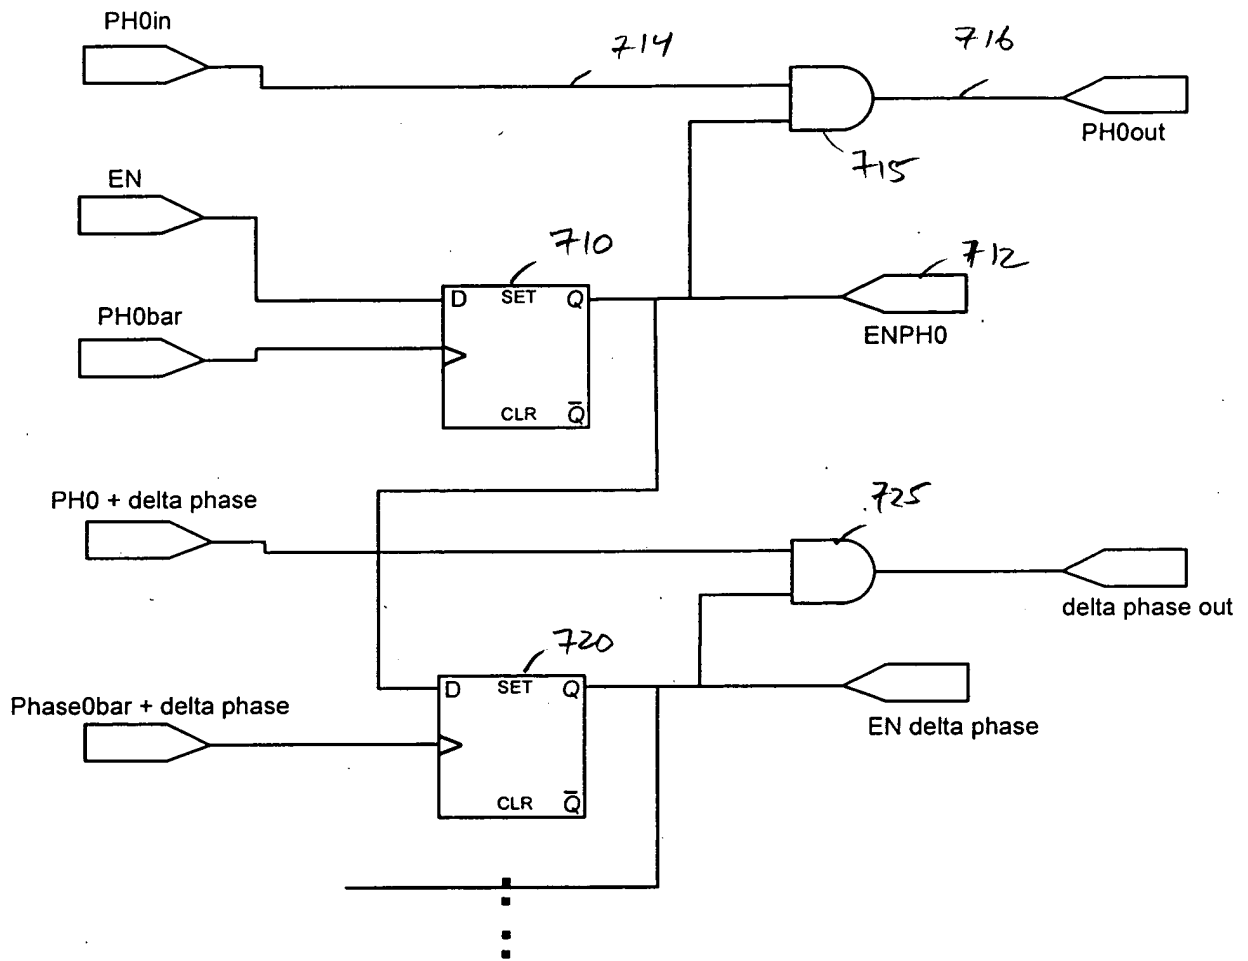 PH0in
714
716
PH0out
715
EN
710
712
D SET Q
PH0bar
ENPH0
CLR Q̅
PH0 + delta phase
725
delta phase out
720
D SET Q
Phase0bar + delta phase
EN delta phase
CLR Q̅